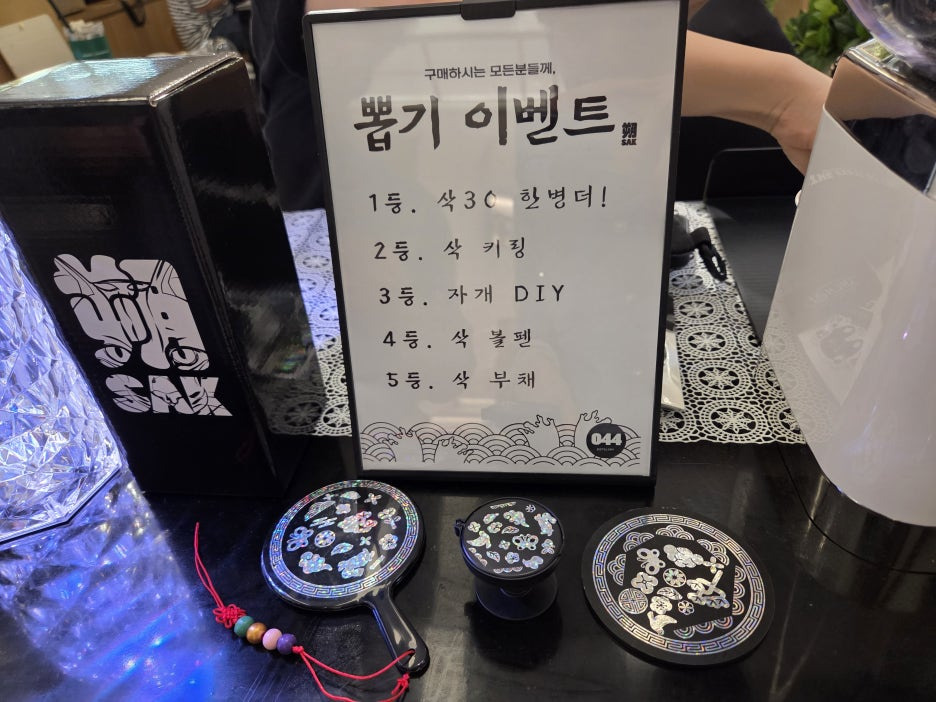 구매하시는 모든분들께,
뽑기 이벤트 SAK
1등. 삭30 한병더!
2등. 삭 키링
3등. 자개 DIY
4등. 삭 볼펜
5등. 삭 부채
044
SAK